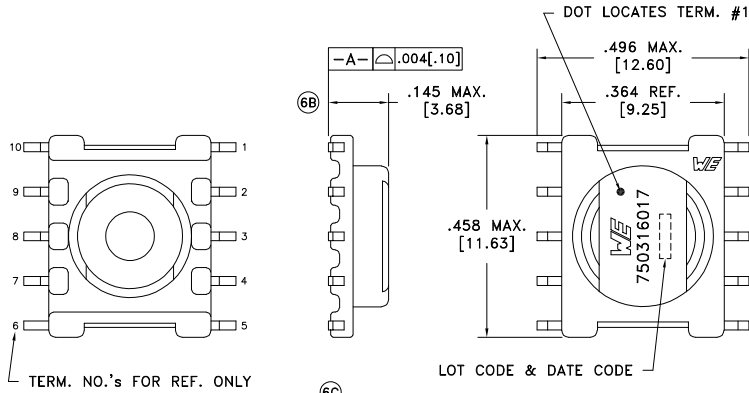 DOT LOCATES TERM. #1
-A- ⌓ .004[.10]
.496 MAX.
[12.60]
6B
.145 MAX.
[3.68]
.364 REF.
[9.25]
10
1
9
2
8
3
7
4
6
5
WE
WE
750316017
.458 MAX.
[11.63]
TERM. NO.'s FOR REF. ONLY
LOT CODE & DATE CODE
6C